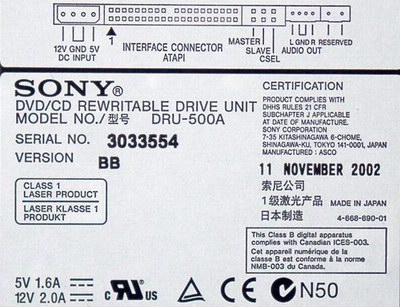 12V GND 5V
DC INPUT
1
INTERFACE CONNECTOR
ATAPI
MASTER
SLAVE
CSEL
L GND R RESERVED
AUDIO OUT
SONY®
DVD/CD REWRITABLE DRIVE UNIT
MODEL NO./型号 DRU-500A
SERIAL NO. 3033554
VERSION BB
CERTIFICATION
PRODUCT COMPLIES WITH
DHHS RULES 21 CFR
SUBCHAPTER J APPLICABLE
AT DATE OF MANUFACTURE.
SONY CORPORATION
7-35 KITASHINAGAWA 6-CHOME,
SHINAGAWA-KU, TOKYO 141-0001, JAPAN
MANUFACTURED : ASCO
11 NOVEMBER 2002
CLASS 1
LASER PRODUCT
LASER KLASSE 1
PRODUKT
索尼公司
1级激光产品
日本制造
MADE IN JAPAN
4-668-690-01
This Class B digital apparatus
complies with Canadian ICES-003.
Cet appareil numérique de la
classe B est conforme à la norme
NMB-003 du Canada.
5V 1.6A
12V 2.0A
c RU us
CE
N50